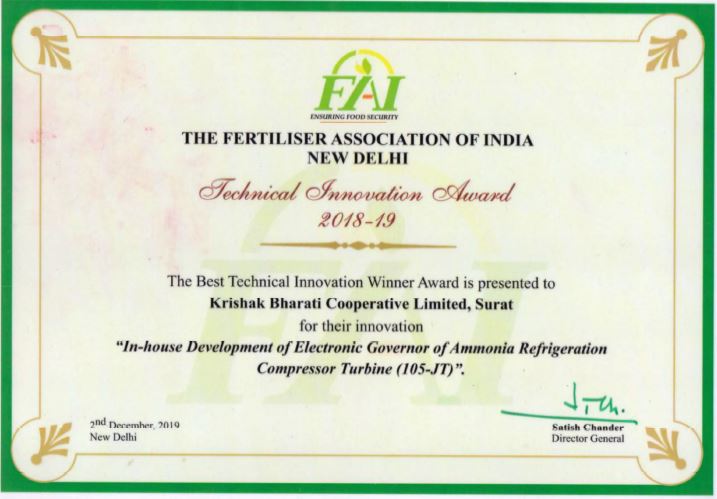 FAI
ENSURING FOOD SECURITY
THE FERTILISER ASSOCIATION OF INDIA
NEW DELHI
Technical Innovation Award
2018-19
The Best Technical Innovation Winner Award is presented to
Krishak Bharati Cooperative Limited, Surat
for their innovation
“In-house Development of Electronic Governor of Ammonia Refrigeration
Compressor Turbine (105-JT)”.
2nd December, 2019
New Delhi
Satish Chander
Director General